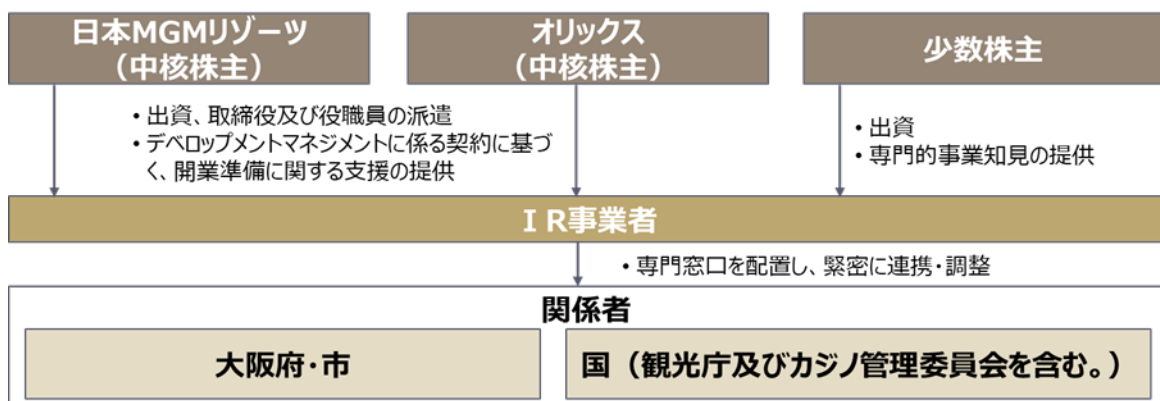 日本MGMリゾーツ
（中核株主）
オリックス
（中核株主）
少数株主
・出資、取締役及び役職員の派遣
・デベロップメントマネジメントに係る契約に基づ
く、開業準備に関する支援の提供
・出資
・専門的事業知見の提供
ＩＲ事業者
・専門窓口を配置し、緊密に連携・調整
関係者
大阪府・市
国（観光庁及びカジノ管理委員会を含む。）